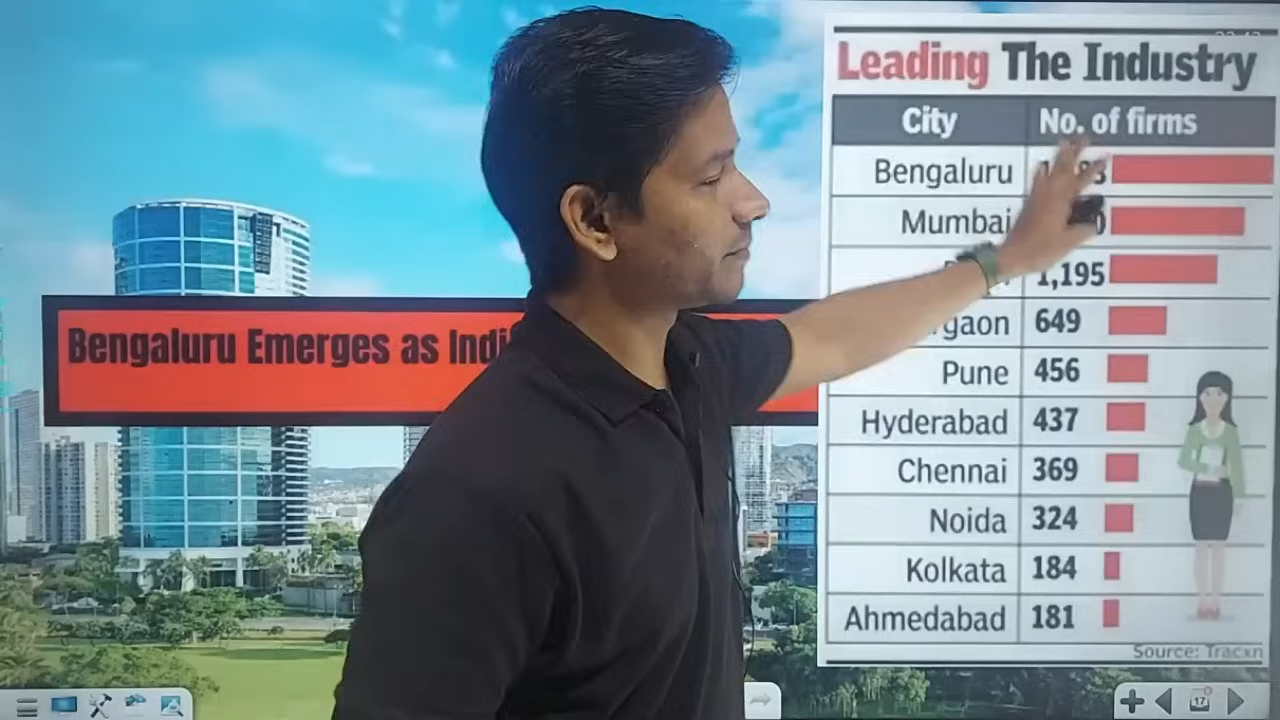 Leading The Industry
City No. of firms
Bengaluru
Mumbai
1,195
649
Pune 456
Hyderabad 437
Chennai 369
Noida 324
Kolkata 184
Ahmedabad 181
Source: Tracxn
Bengaluru Emerges as
17